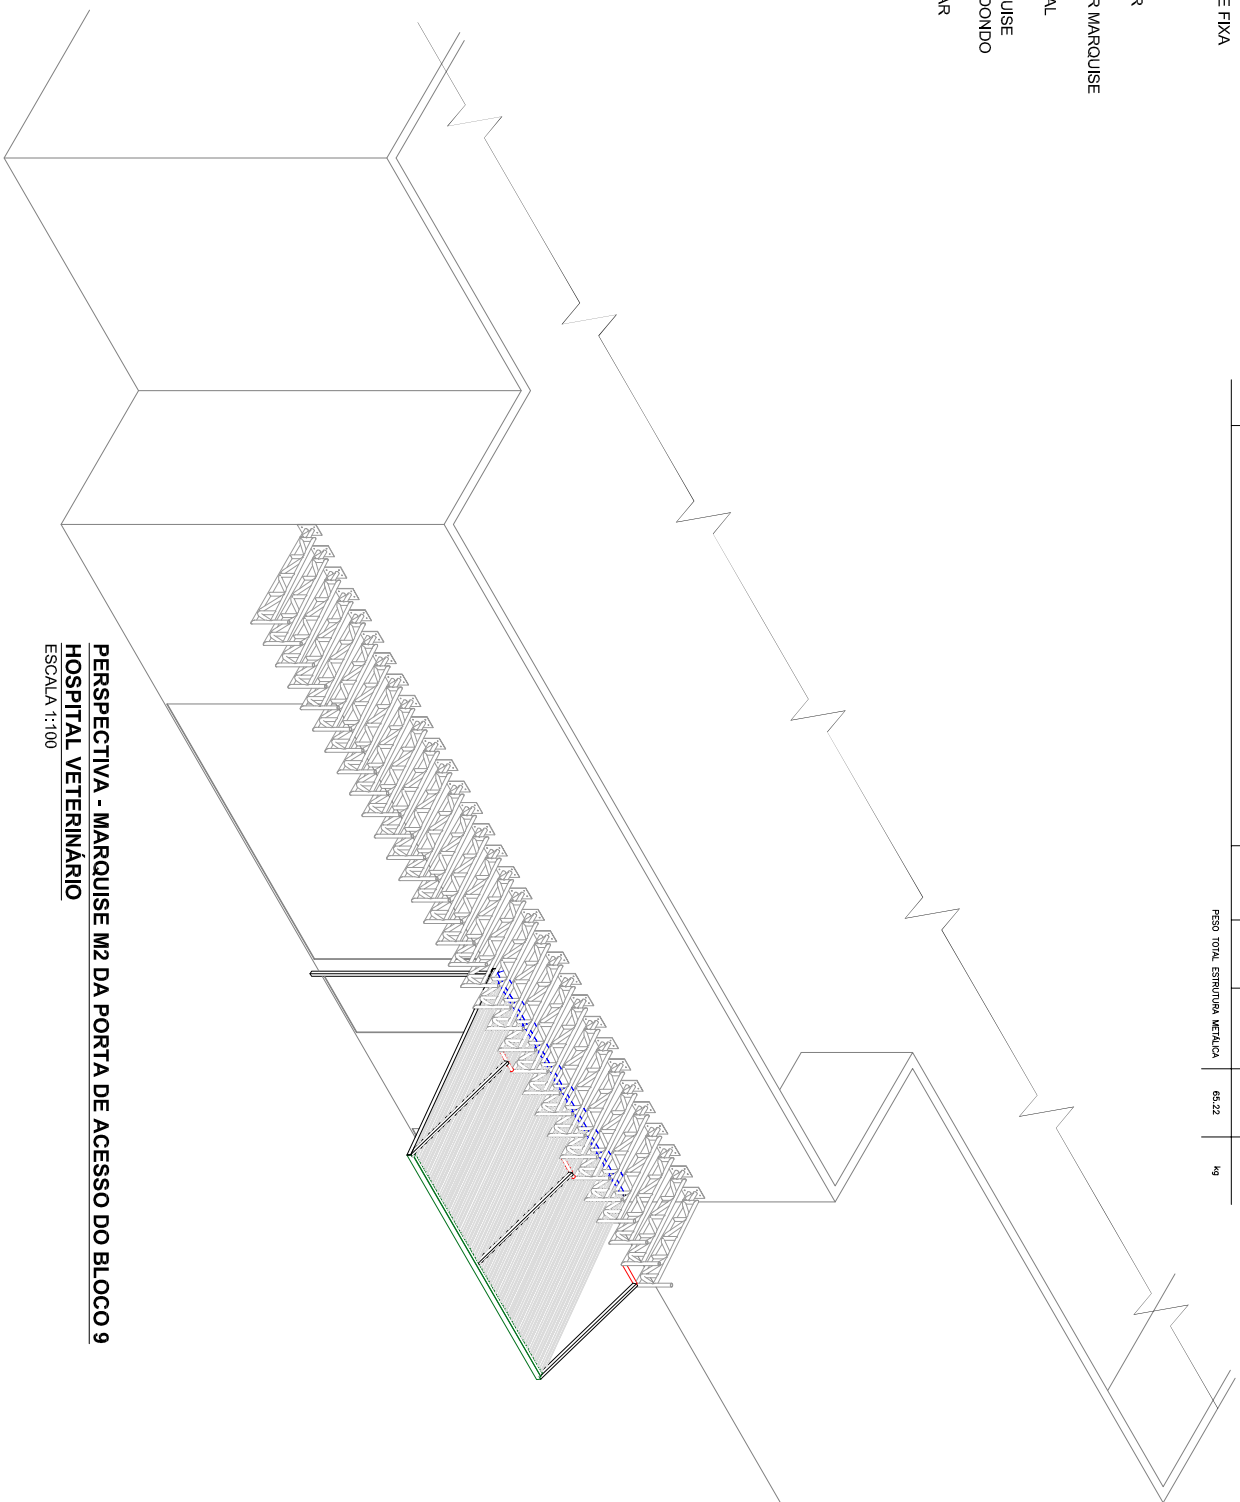 E FIXA
R
R MARQUISE
AL
UISE
DONDO
AR
PESO TOTAL ESTRUTURA METÁLICA 65.22 kg
PERSPECTIVA - MARQUISE M2 DA PORTA DE ACESSO DO BLOCO 9
HOSPITAL VETERINÁRIO
ESCALA 1:100